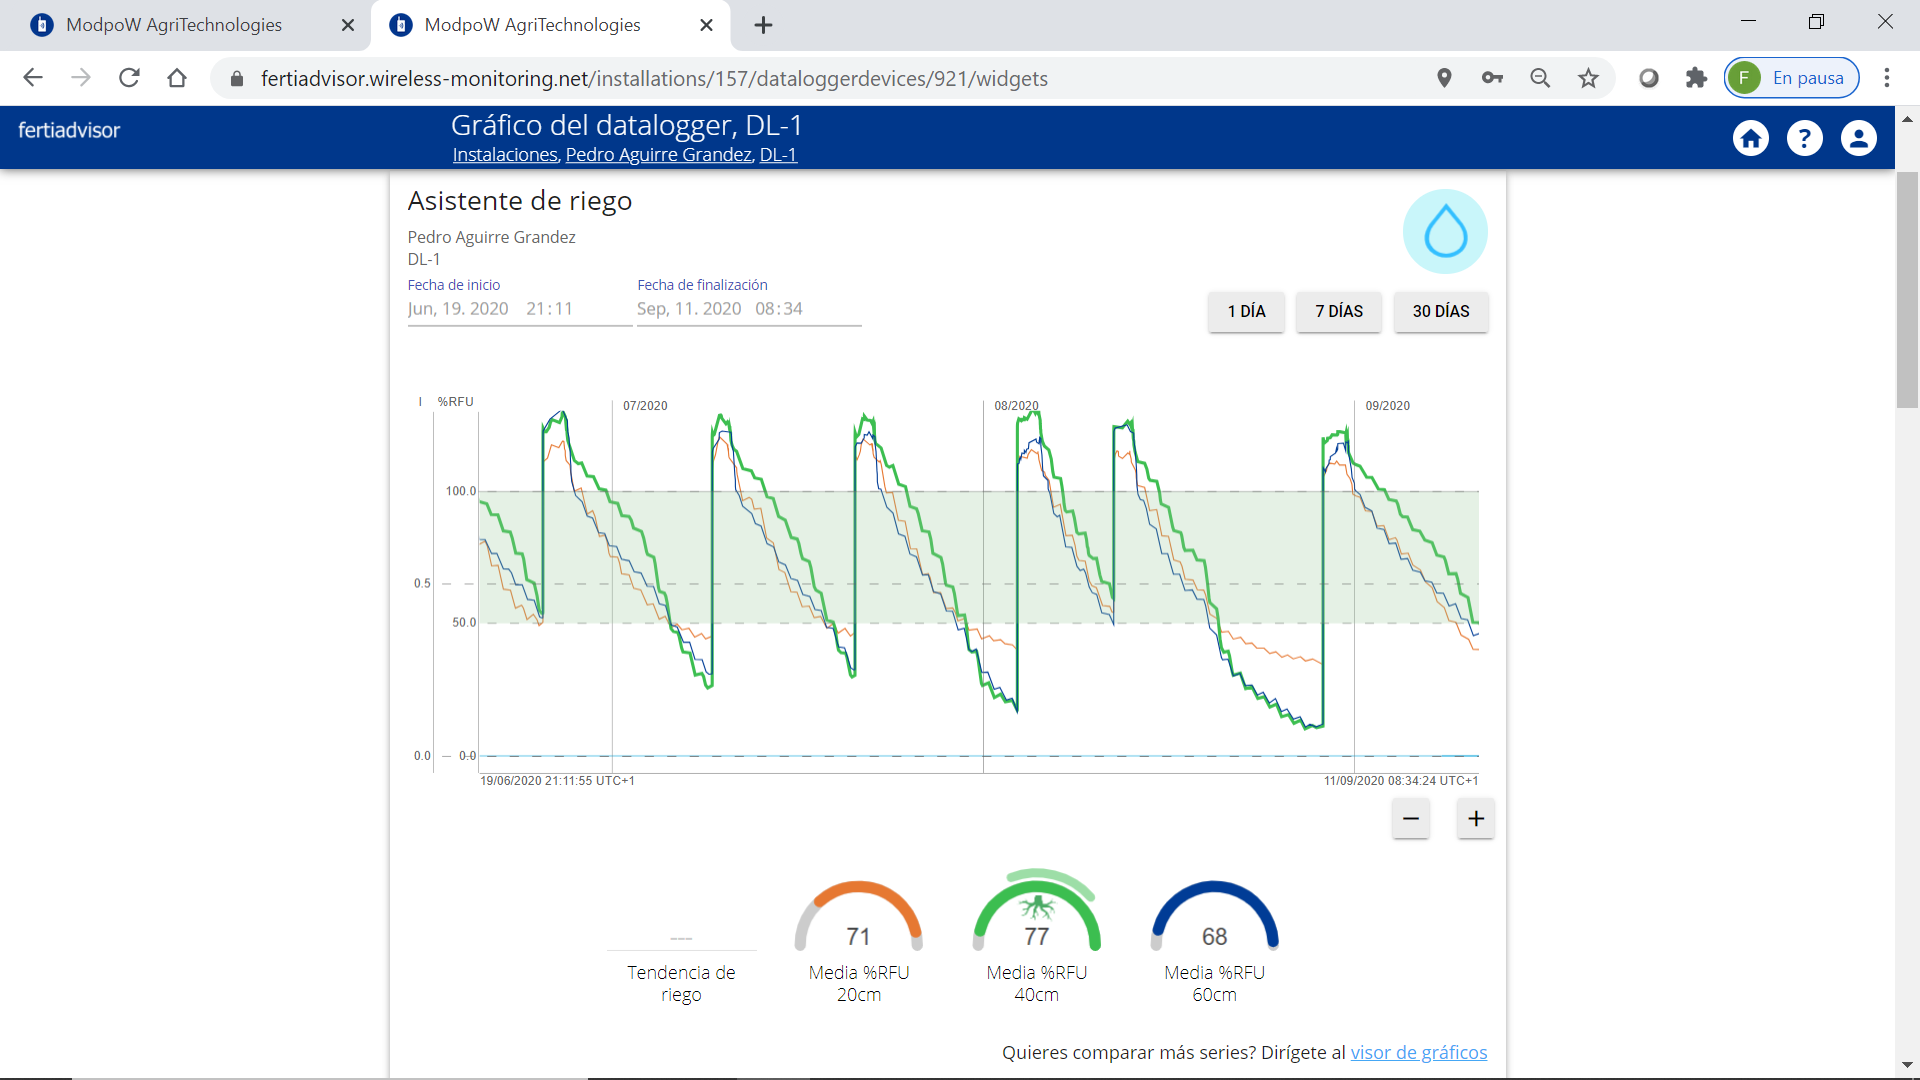 ModpoW AgriTechnologies
ModpoW AgriTechnologies
fertiadvisor.wireless-monitoring.net/installations/157/dataloggerdevices/921/widgets
F En pausa
fertiadvisor
Gráfico del datalogger, DL-1
Instalaciones, Pedro Aguirre Grandez, DL-1
?
Asistente de riego
Pedro Aguirre Grandez
DL-1
Fecha de inicio Fecha de finalización
Jun, 19. 2020 21:11 Sep, 11. 2020 08:34
1 DÍA 7 DÍAS 30 DÍAS
l %RFU
07/2020 08/2020 09/2020
100.0
0.5
50.0
0.0 0.0
19/06/2020 21:11:55 UTC+1 11/09/2020 08:34:24 UTC+1
− +
--- 71 77 68
Tendencia de riego
Media %RFU 20cm
Media %RFU 40cm
Media %RFU 60cm
Quieres comparar más series? Dirígete al visor de gráficos